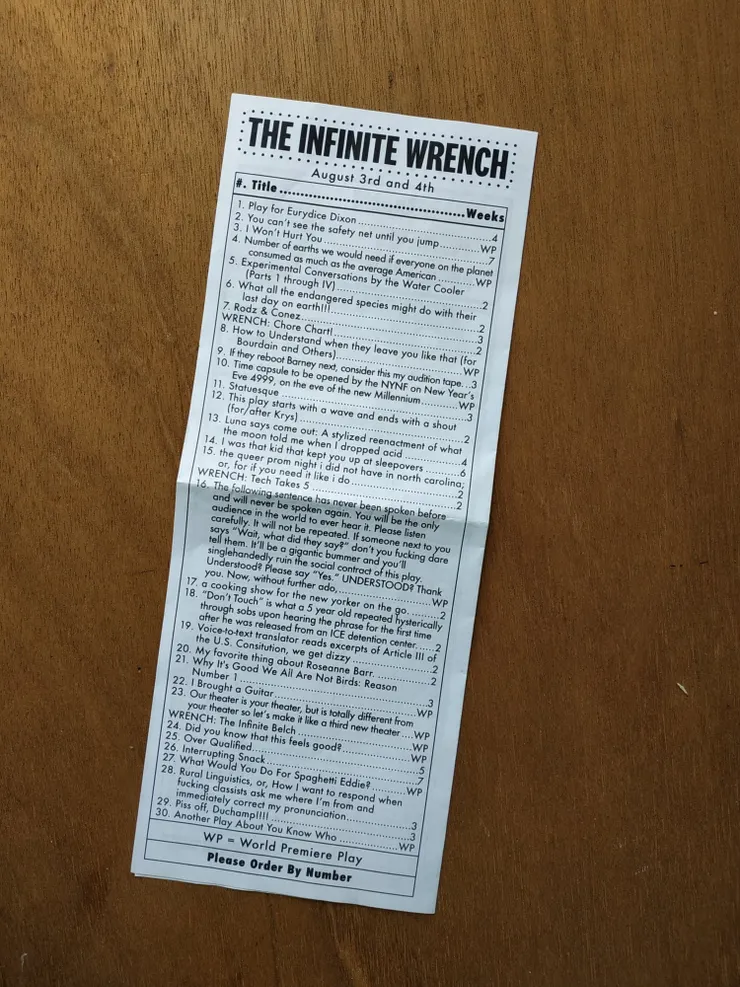 THE INFINITE WRENCH
August 3rd and 4th
#. Title ........ Weeks
1. Play for Eurydice Dixon ........ 4
2. You can't see the safety net until you jump ........ WP
3. I Won't Hurt You ........ 7
4. Number of earths we would need if everyone on the planet
consumed as much as the average American ........ WP
5. Experimental Conversations by the Water Cooler
(Parts 1 through IV) ........ 2
6. What all the endangered species might do with their
last day on earth!!! ........ 2
7. Rodz & Conez ........ 3
WRENCH: Chore Chart! ........ 2
8. How to Understand when they leave you like that (for
Bourdain and Others) ........ WP
9. If they reboot Barney next, consider this my audition tape ... 3
10. Time capsule to be opened by the NYNF on New Year's
Eve 4999, on the eve of the new Millennium ........ WP
11. Statuesque ........ 3
12. This play starts with a wave and ends with a shout
(for/after Krys) ........ 2
13. Luna says come out: A stylized reenactment of what
the moon told me when I dropped acid ........ 4
14. I was that kid that kept you up at sleepovers ........ 6
15. the queer prom night i did not have in north carolina;
or, for if you need it like i do ........ 2
WRENCH: Tech Takes 5 ........ 2
16. The following sentence has never been spoken before
and will never be spoken again. You will be the only
audience in the world to ever hear it. Please listen
carefully. It will not be repeated. If someone next to you
says "Wait, what did they say?" don't you fucking dare
tell them. It'll be a gigantic bummer and you'll
singlehandedly ruin the social contract of this play.
Understood? Please say "Yes." UNDERSTOOD? Thank
you. Now, without further ado, ........ WP
17. a cooking show for the new yorker on the go. ........ 2
18. "Don't Touch" is what a 5 year old repeated hysterically
through sobs upon hearing the phrase for the first time
after he was released from an ICE detention center. ........ 2
19. Voice-to-text translator reads excerpts of Article III of
the U.S. Consitution, we get dizzy ........ 2
20. My favorite thing about Roseanne Barr. ........ 2
21. Why It's Good We All Are Not Birds: Reason
Number 1 ........ 3
22. I Brought a Guitar ........ WP
23. Our theater is your theater, but is totally different from
your theater so let's make it like a third new theater ... WP
WRENCH: The Infinite Belch ........ WP
24. Did you know that this feels good? ........ WP
25. Over Qualified ........ 5
26. Interrupting Snack ........ 7
27. What Would You Do For Spaghetti Eddie? ........ WP
28. Rural Linguistics, or, How I want to respond when
fucking classists ask me where I'm from and
immediately correct my pronunciation. ........ 3
29. Piss off, Duchamp!!!! ........ 3
30. Another Play About You Know Who ........ WP
WP = World Premiere Play
Please Order By Number